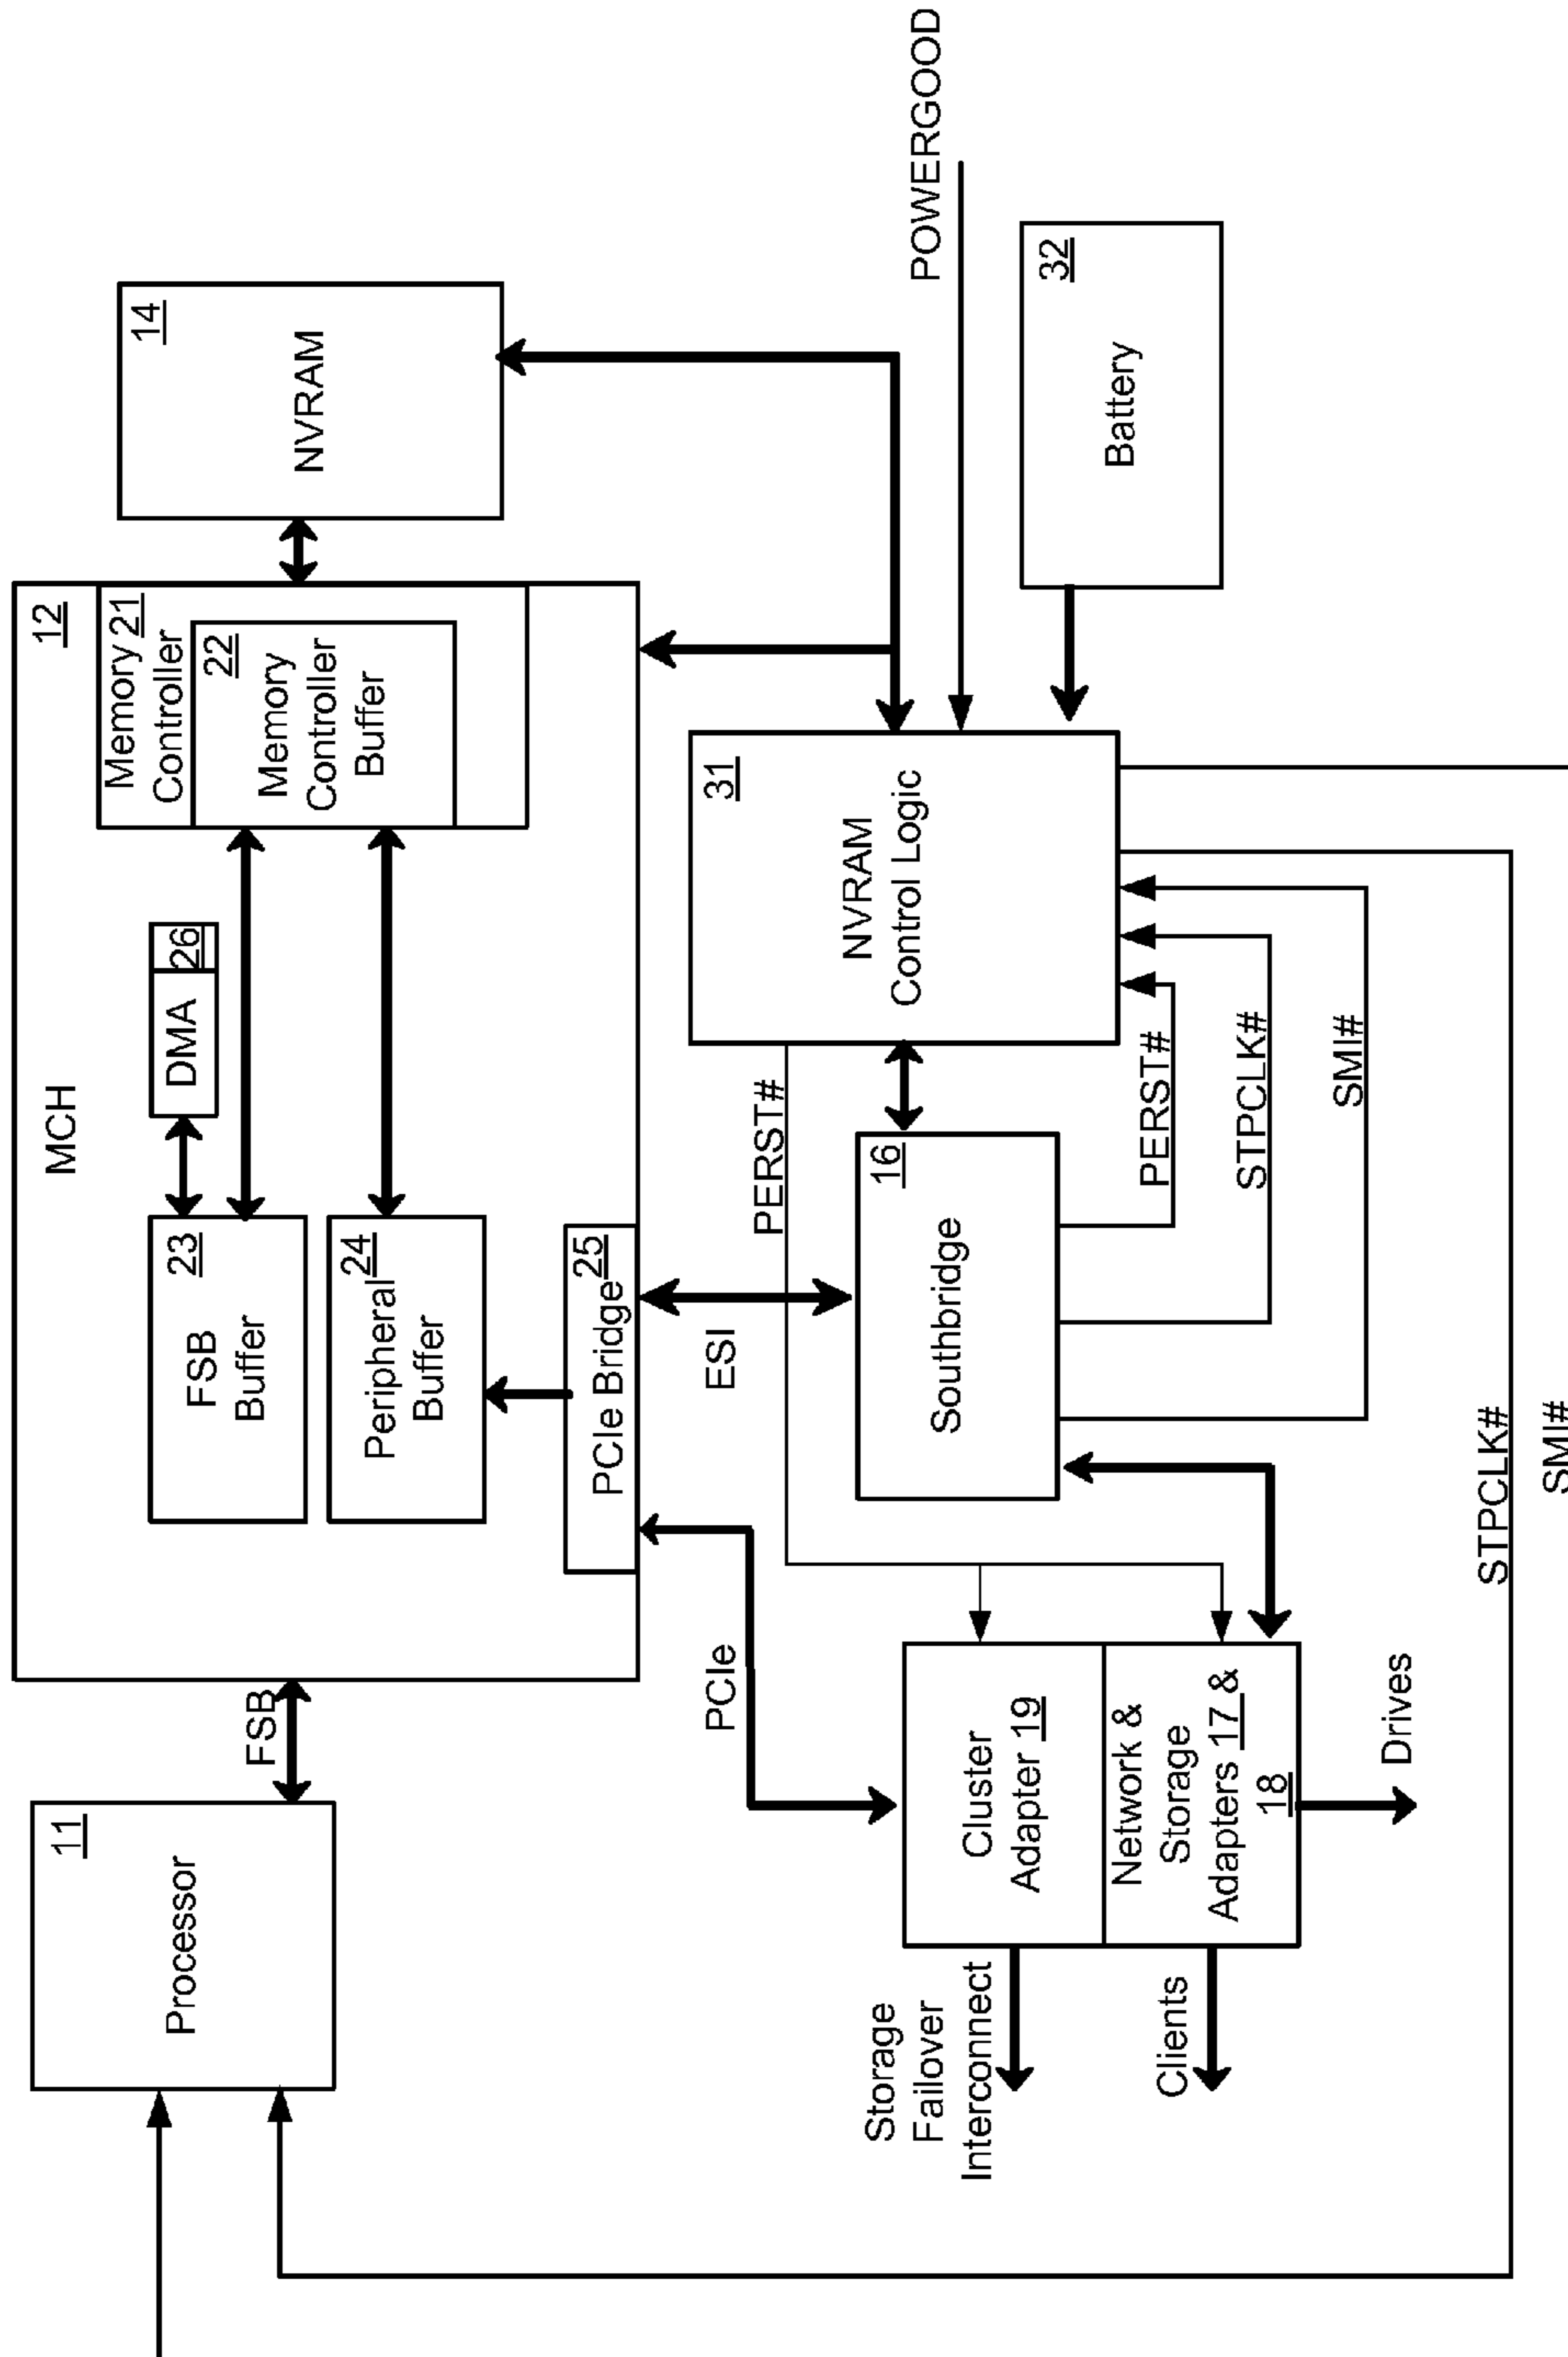 Processor
11
FSB
MCH
12
FSB
Buffer
23
DMA
26
Peripheral
Buffer
24
PCIe Bridge
25
Memory
Controller
21
Memory
Controller
Buffer
22
NVRAM
14
PCIe
ESI
PERST#
Southbridge
16
NVRAM
Control Logic
31
POWERGOOD
Battery
32
PERST#
STPCLK#
SMI#
Cluster
Adapter 19
Network &
Storage
Adapters 17 &
18
Storage
Failover
Interconnect
Clients
Drives
STPCLK#
SMI#